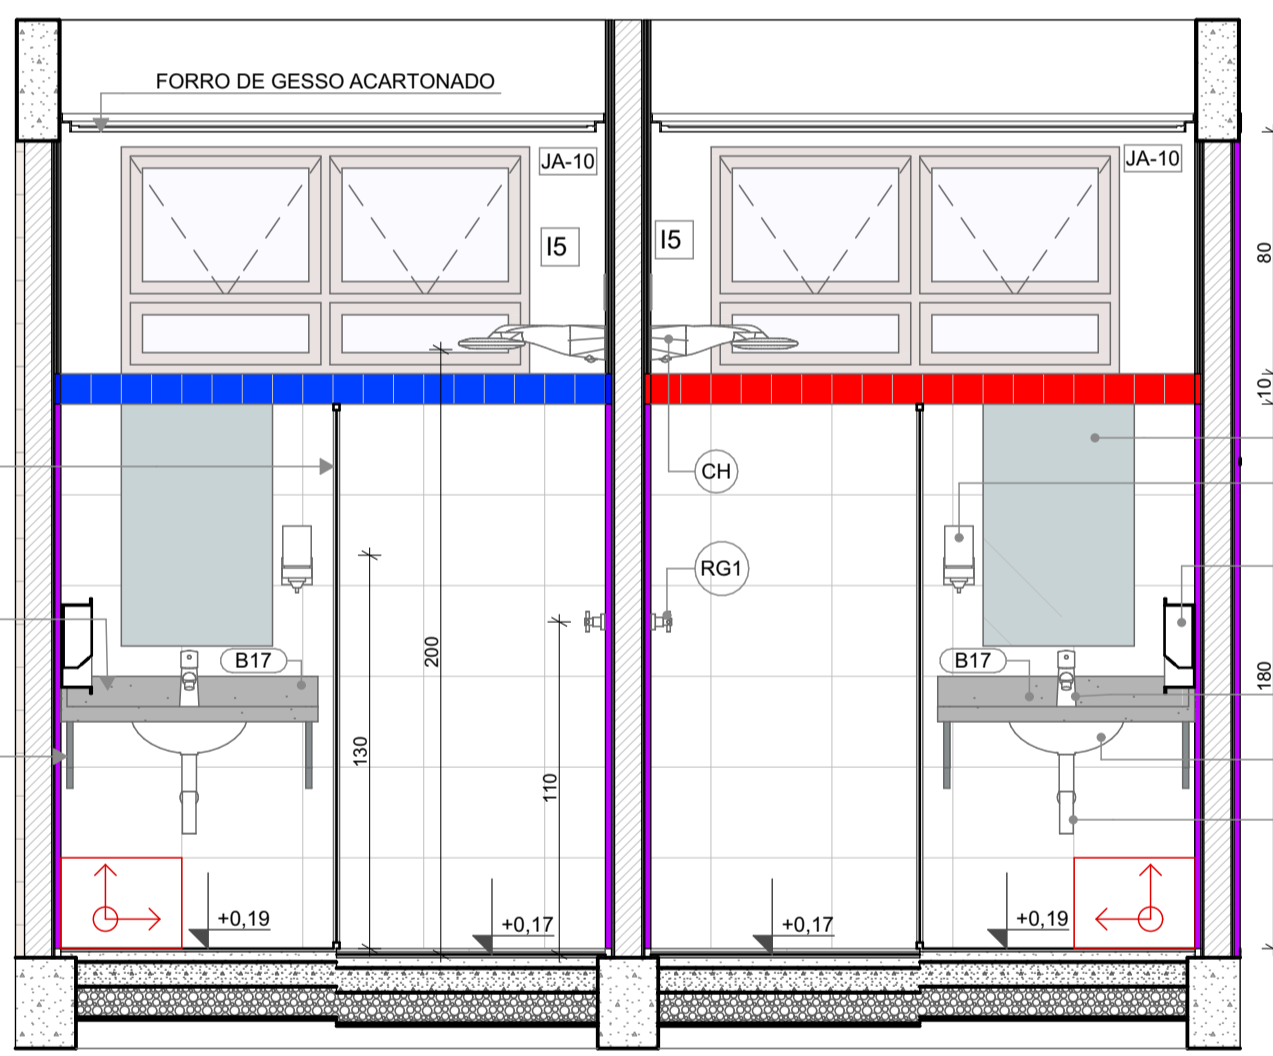 FORRO DE GESSO ACARTONADO
JA-10
JA-10
I5
I5
80
10
CH
RG1
200
B17
B17
180
130
110
+0,19
+0,17
+0,17
+0,19